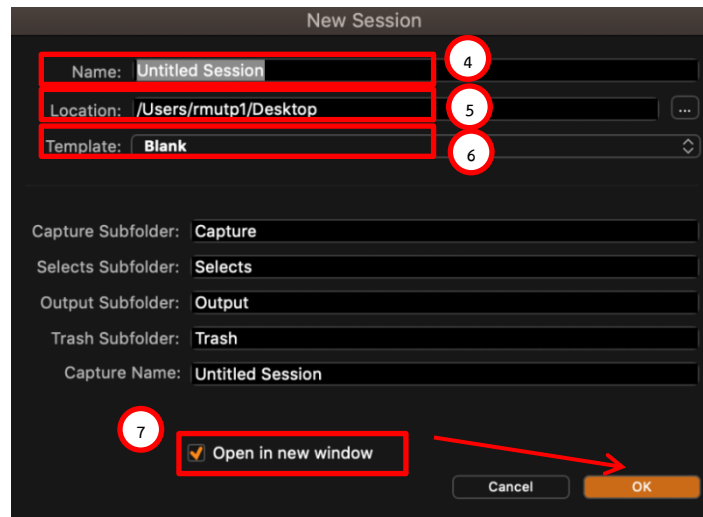 New Session
Name: Untitled Session 4
Location: /Users/rmutp1/Desktop ... 5
Template: Blank 6
Capture Subfolder: Capture
Selects Subfolder: Selects
Output Subfolder: Output
Trash Subfolder: Trash
Capture Name: Untitled Session
7
Open in new window
Cancel OK